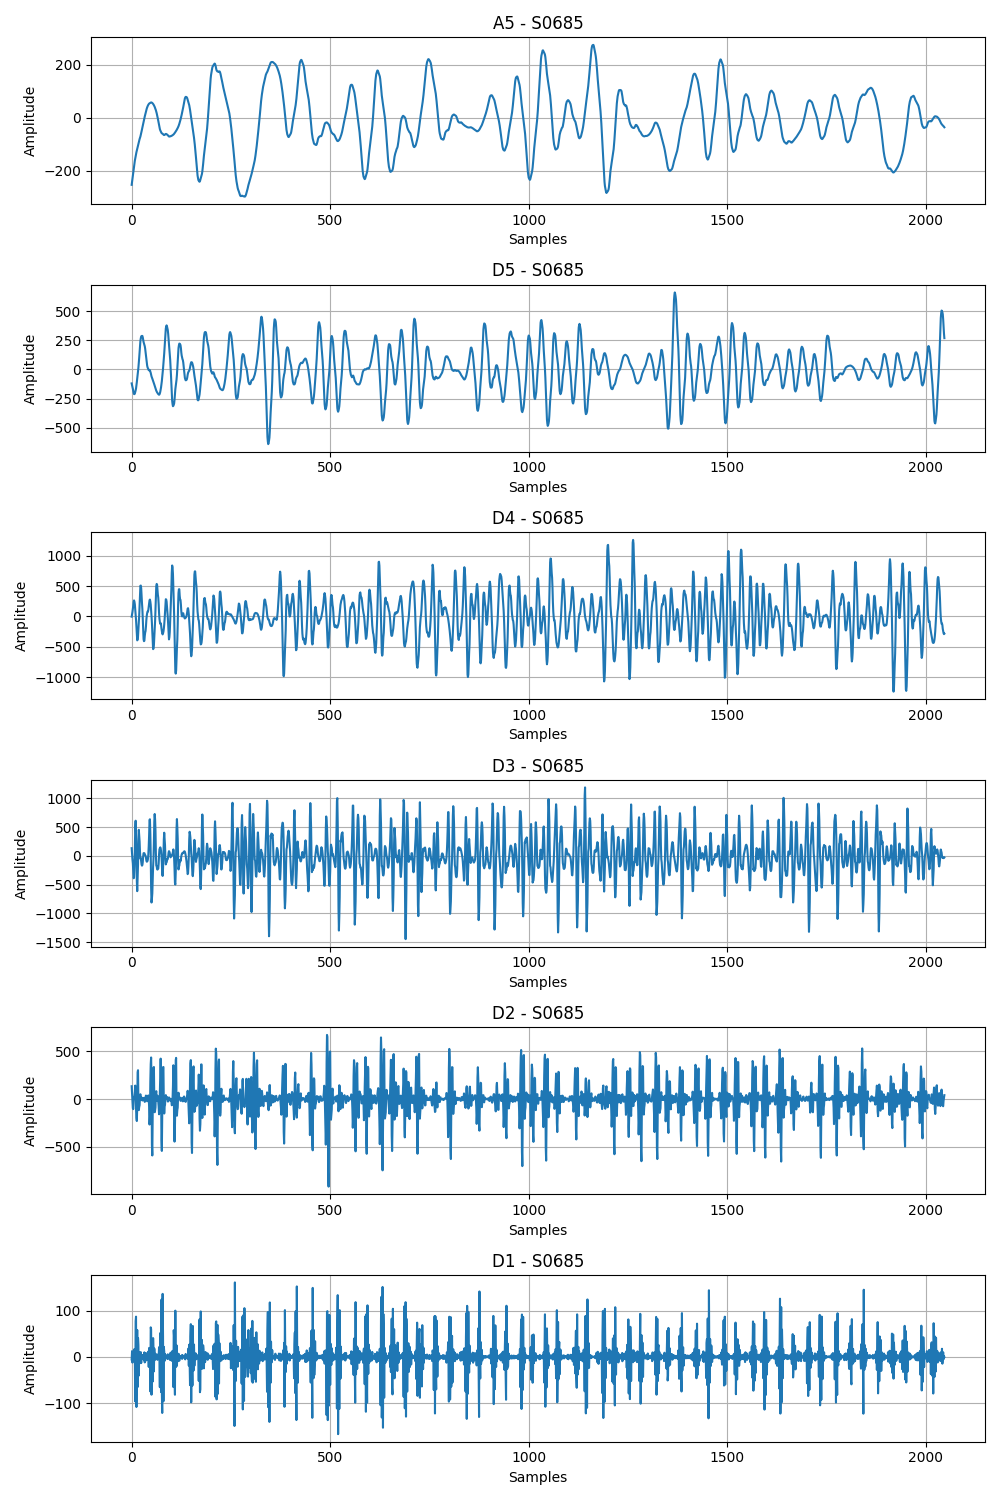 A5 - S0685
200
0
−200
Amplitude
0 500 1000 1500 2000
Samples
D5 - S0685
500
250
0
−250
−500
Amplitude
0 500 1000 1500 2000
Samples
D4 - S0685
1000
500
0
−500
−1000
Amplitude
0 500 1000 1500 2000
Samples
D3 - S0685
1000
500
0
−500
−1000
−1500
Amplitude
0 500 1000 1500 2000
Samples
D2 - S0685
500
0
−500
Amplitude
0 500 1000 1500 2000
Samples
D1 - S0685
100
0
−100
Amplitude
0 500 1000 1500 2000
Samples